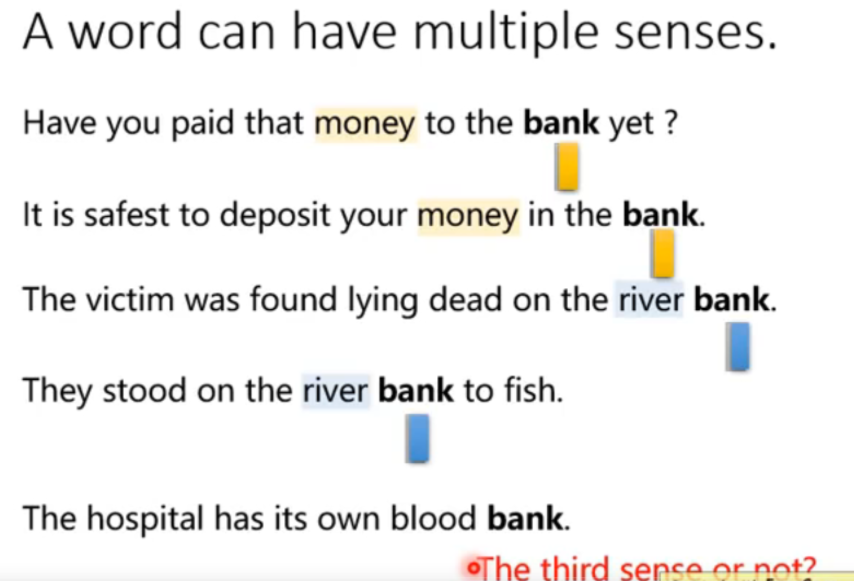 A word can have multiple senses.
Have you paid that money to the bank yet ?
It is safest to deposit your money in the bank.
The victim was found lying dead on the river bank.
They stood on the river bank to fish.
The hospital has its own blood bank.
The third sense or not?